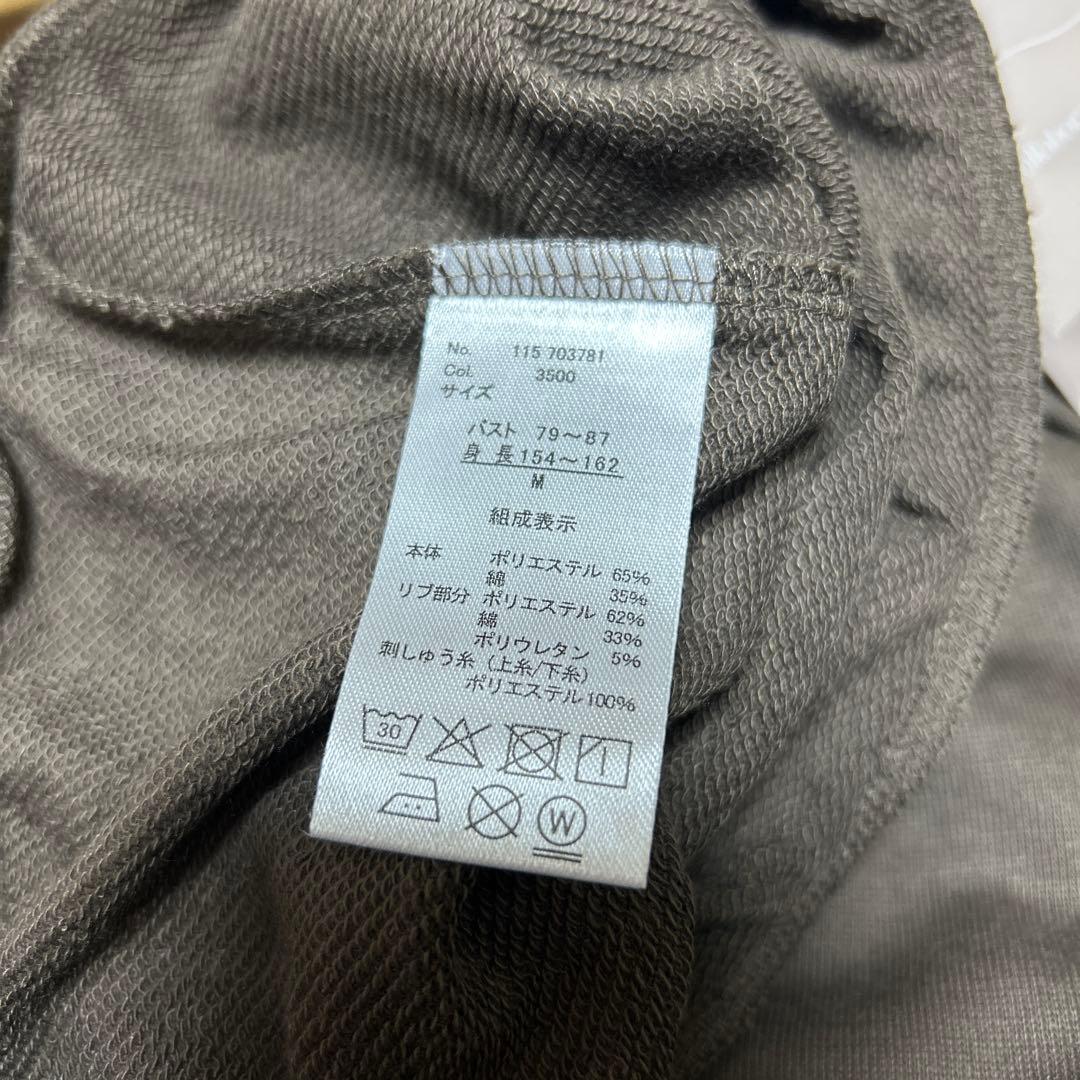 No. 115 703781
Col. 3500
サイズ
バスト 79〜87
身長 154〜162
M
組成表示
本体 ポリエステル 65%
綿 35%
リブ部分 ポリエステル 62%
綿 33%
ポリウレタン 5%
刺しゅう糸(上糸/下糸)
ポリエステル100%
30
W